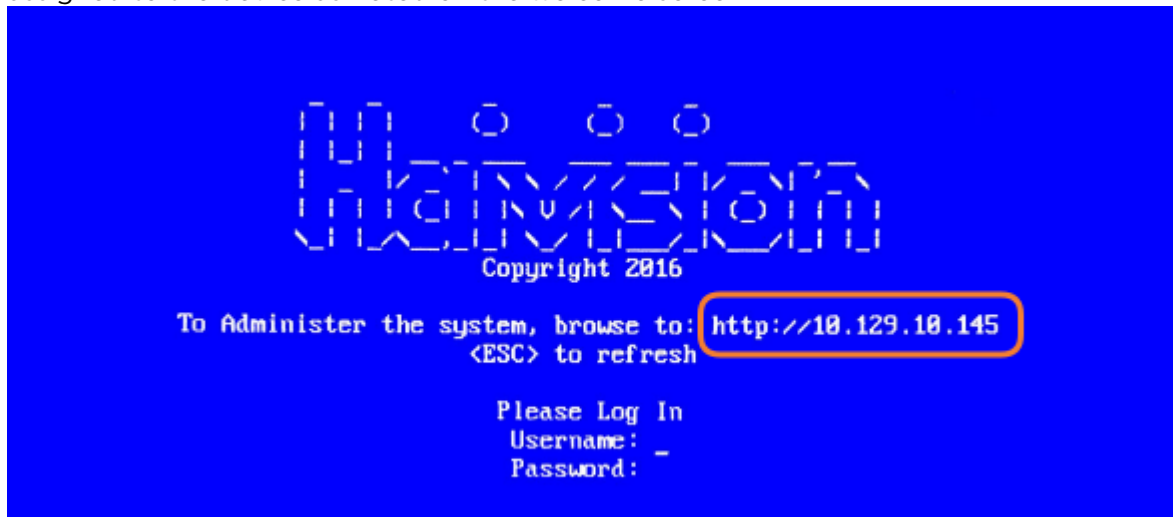 Haivision
Copyright 2016
To Administer the system, browse to: http://10.129.10.145
<ESC> to refresh
Please Log In
Username: _
Password: